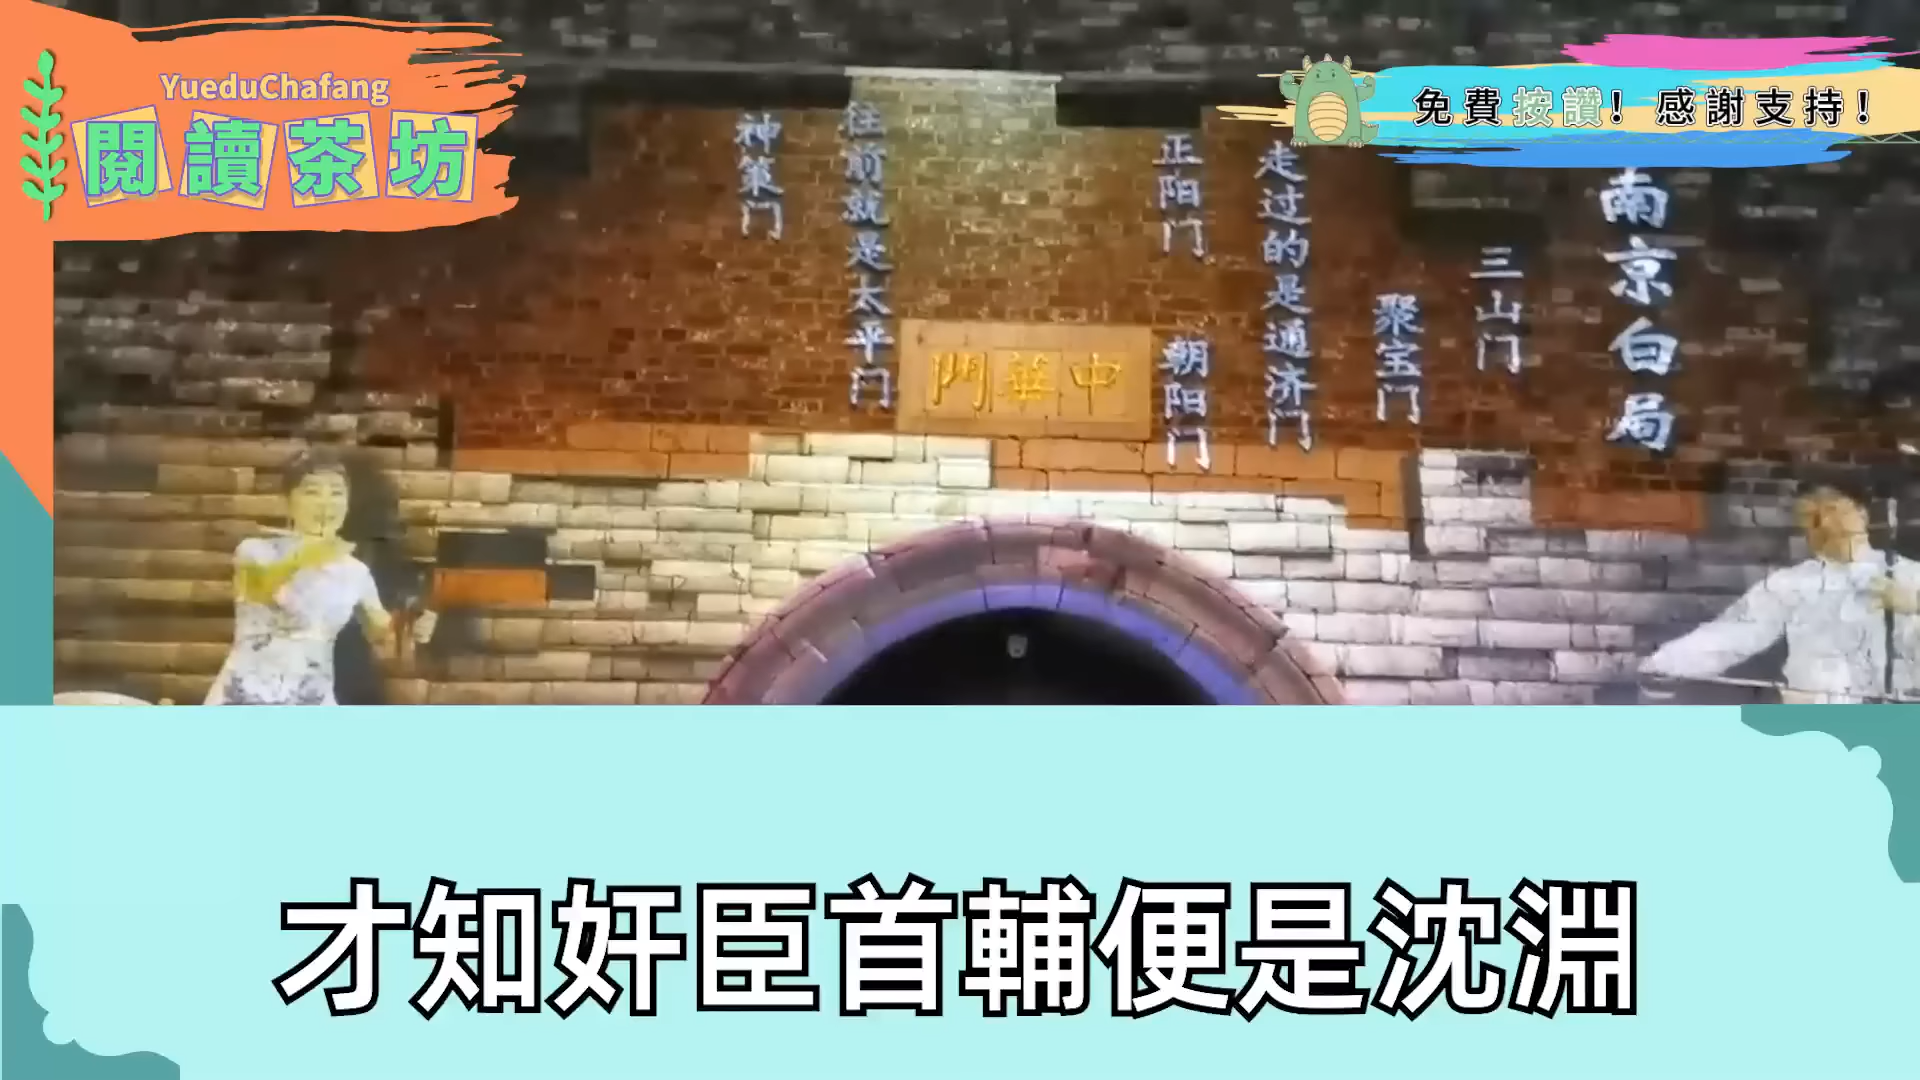 YueduChafang
閱讀茶坊
免費按讚！感謝支持！
南京白局
三山门
聚宝门
走过的是通济门
正阳门
朝阳门
往前就是太平门
神策门
門華中
才知奸臣首輔便是沈淵